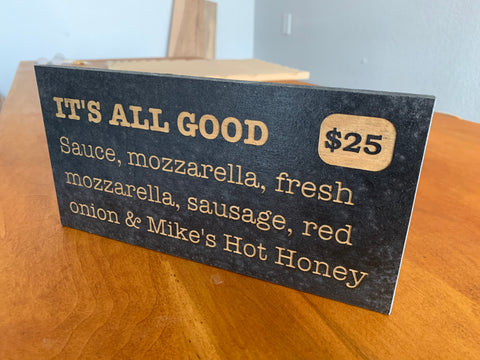 IT'S ALL GOOD
$25
Sauce, mozzarella, fresh
mozzarella, sausage, red
onion & Mike's Hot Honey